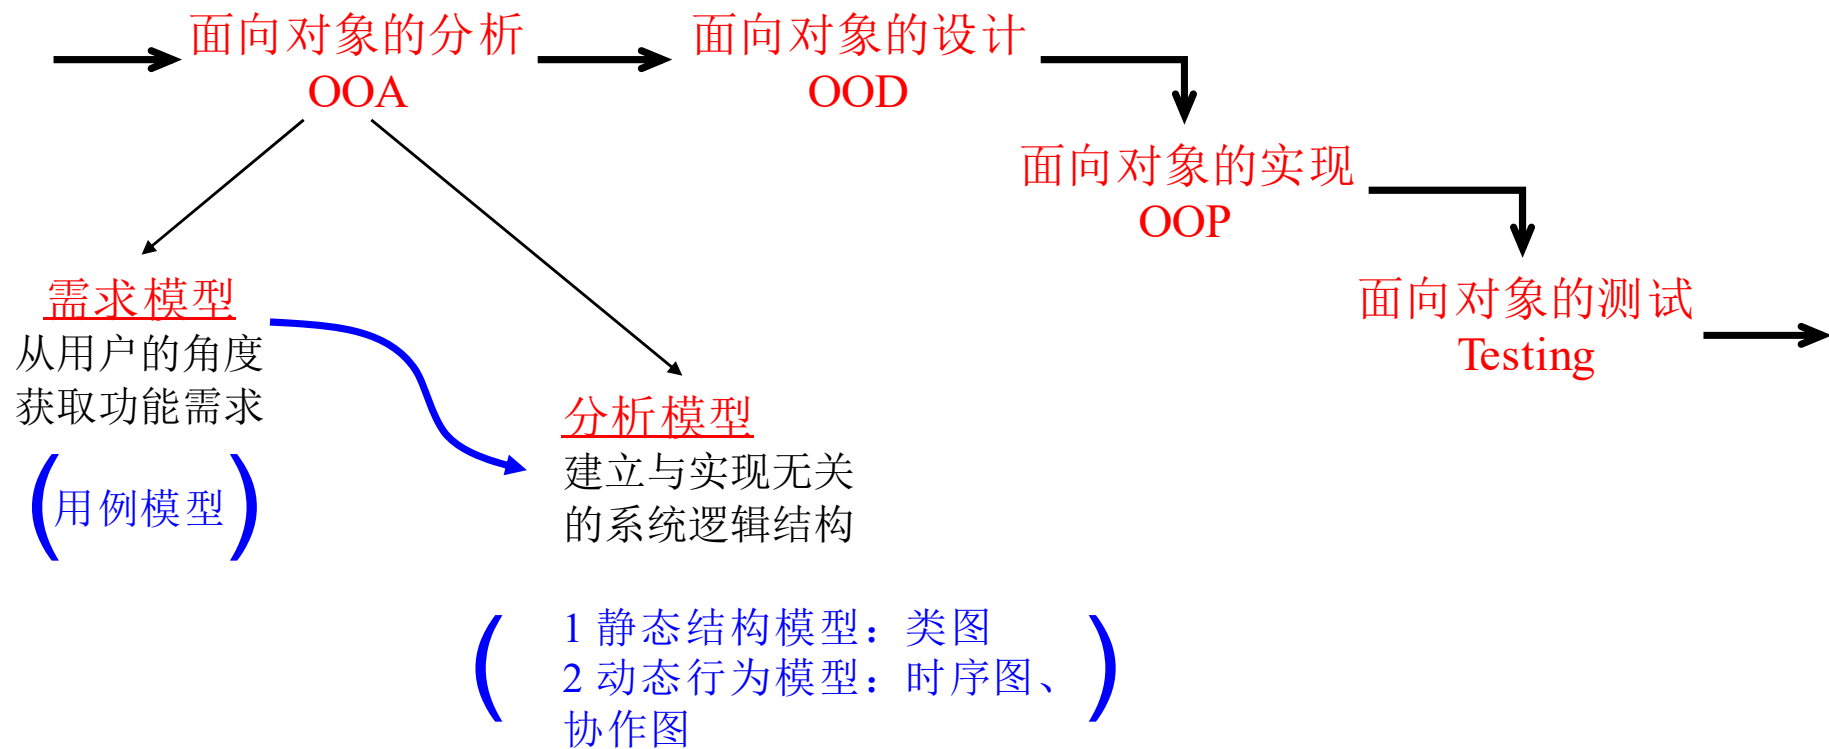 面向对象的分析
OOA
面向对象的设计
OOD
面向对象的实现
OOP
面向对象的测试
Testing
需求模型
从用户的角度
获取功能需求
(用例模型)
分析模型
建立与实现无关
的系统逻辑结构
( 1 静态结构模型：类图
2 动态行为模型：时序图、
协作图 )